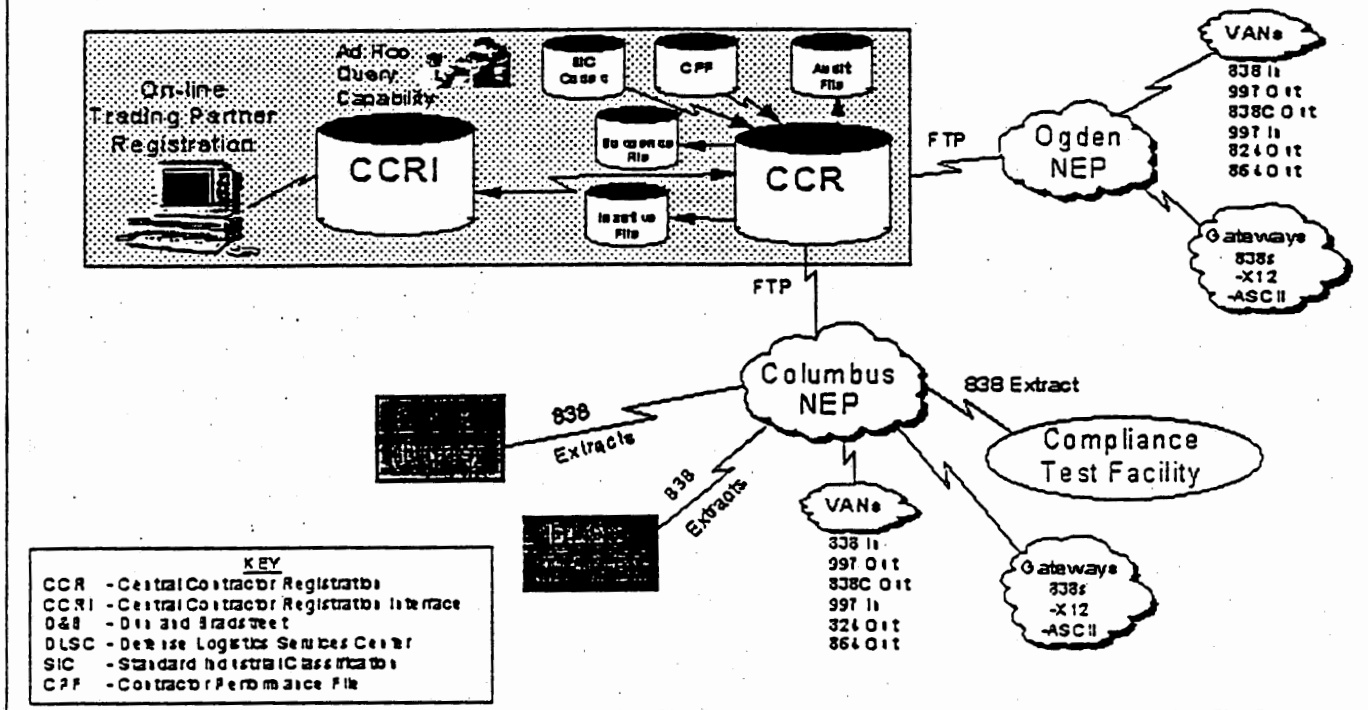 On-line
Trading Partner
Registration
Ad Hoc
Query
Capability
CCRI
SIC
CPF
Audit
File
File
File
CCR
FTP
Ogden
NEP
VANs
838 In
997 Out
838C Out
997 In
824 Out
864 Out
Gateways
838s
-X12
-ASCII
FTP
Columbus
NEP
838
Extracts
838
Extracts
838 Extract
Compliance
Test Facility
VANs
838 In
997 Out
838C Out
997 In
824 Out
864 Out
Gateways
838s
-X12
-ASCII
KEY
CCR - Central Contractor Registration
CCRI - Central Contractor Registration Interface
D&B - Dun and Bradstreet
DLSC - Defense Logistics Services Center
SIC - Standard Industrial Classification
CPF - Contractor Performance File